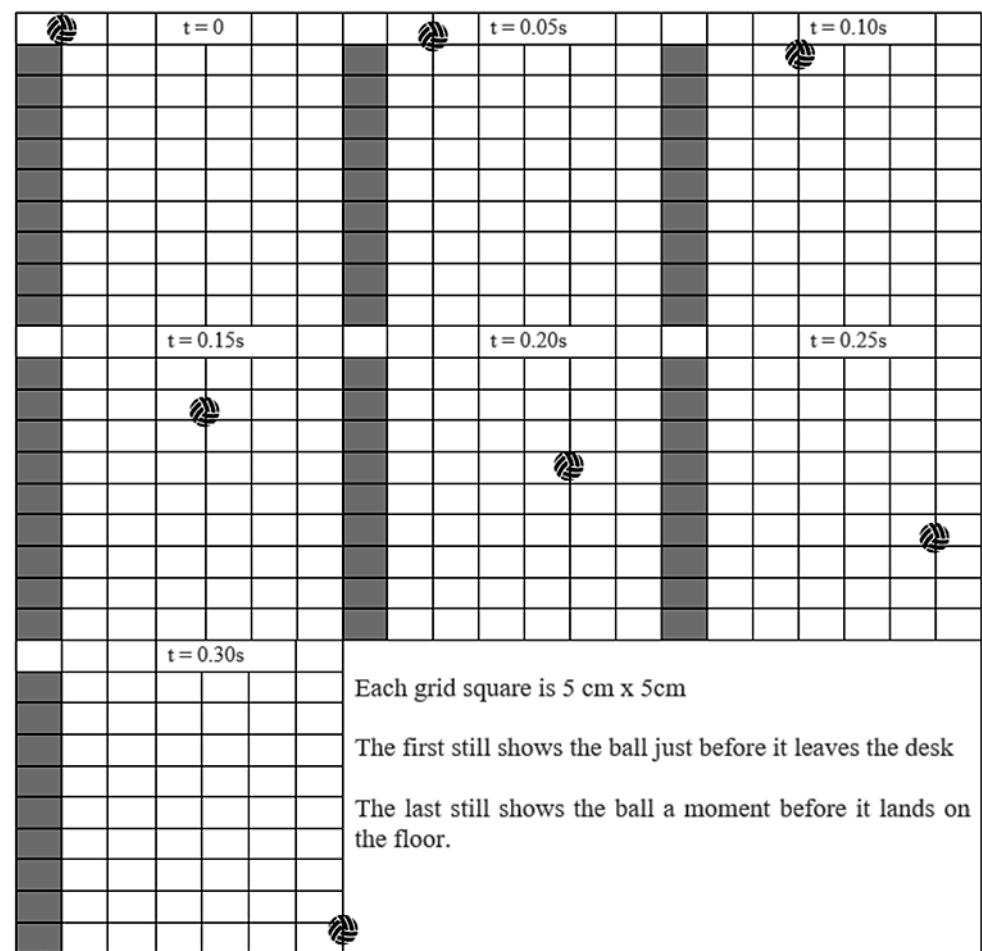 t = 0
t = 0.05s
t = 0.10s
t = 0.15s
t = 0.20s
t = 0.25s
t = 0.30s
Each grid square is 5 cm x 5cm
The first still shows the ball just before it leaves the desk
The last still shows the ball a moment before it lands on
the floor.